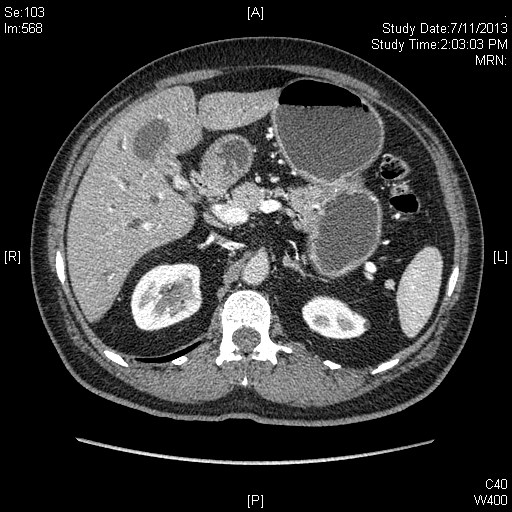 Se:103
Im:568
[A]
Study Date:7/11/2013
Study Time:2:03:03 PM
MRN:
[R]
[L]
[P]
C40
W400